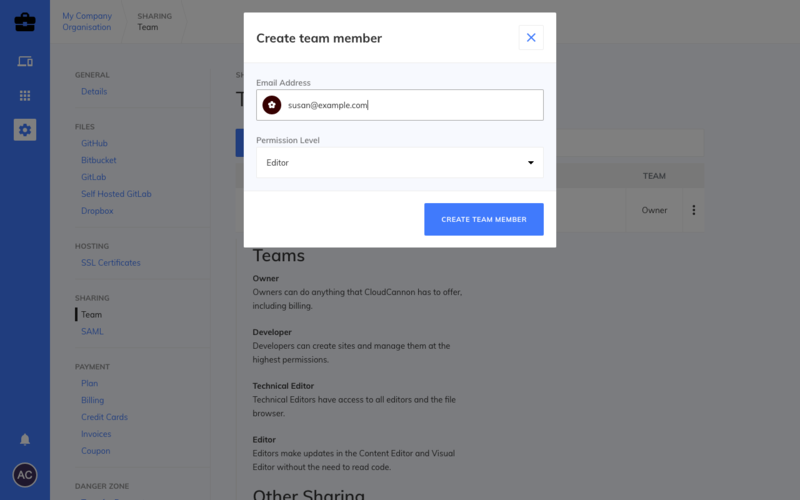 My Company
Organisation
SHARING
Team
GENERAL
Details
FILES
GitHub
Bitbucket
GitLab
Self Hosted GitLab
Dropbox
HOSTING
SSL Certificates
SHARING
Team
SAML
PAYMENT
Plan
Billing
Credit Cards
Invoices
Coupon
DANGER ZONE
AC
Create team member
Email Address
susan@example.com
Permission Level
Editor
CREATE TEAM MEMBER
TEAM
Owner
Teams
Owner
Owners can do anything that CloudCannon has to offer,
including billing.
Developer
Developers can create sites and manage them at the
highest permissions.
Technical Editor
Technical Editors have access to all editors and the file
browser.
Editor
Editors make updates in the Content Editor and Visual
Editor without the need to read code.
Other Sharing